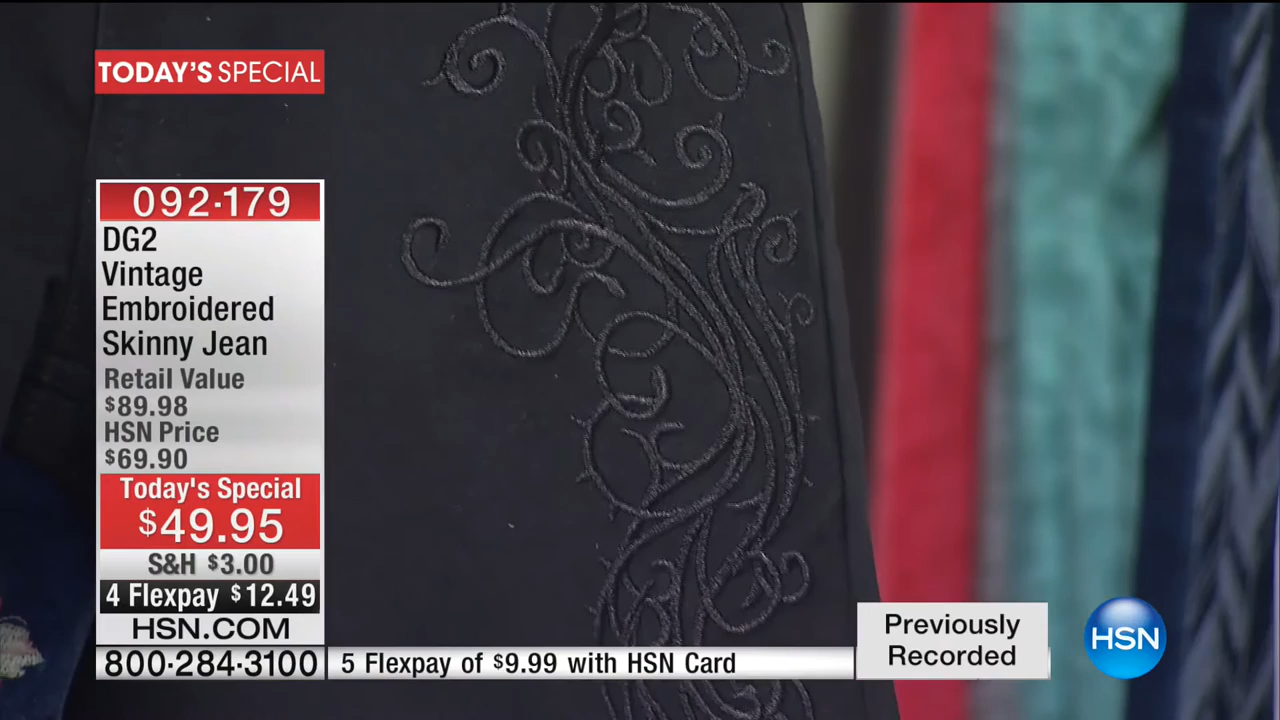 TODAY'S SPECIAL
092·179
DG2
Vintage
Embroidered
Skinny Jean
Retail Value
$89.98
HSN Price
$69.90
Today's Special
$49.95
S&H $3.00
4 Flexpay $12.49
HSN.COM
800·284·3100
5 Flexpay of $9.99 with HSN Card
Previously
Recorded
HSN